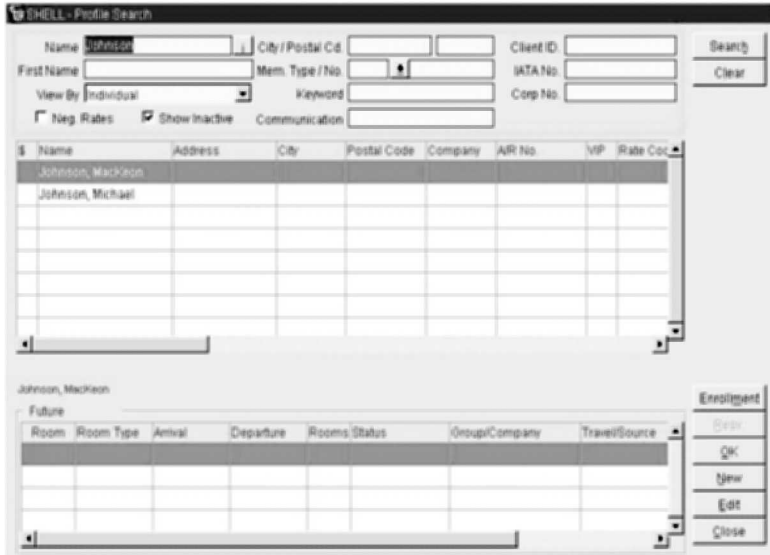 SHELL - Profile Search
Name Johnson City / Postal Cd. Client ID. Search
First Name Mem. Type / No. IATA No. Clear
View By Individual Keyword Corp No.
Neg. Rates Show Inactive Communication
$ Name Address City Postal Code Company A/R No. VIP Rate Coc
Johnson, MacKeon
Johnson, Michael
Johnson, MacKeon
Enrollment
Future
Room Room Type Arrival Departure Rooms Status Group/Company Travel/Source
OK
New
Edit
Close